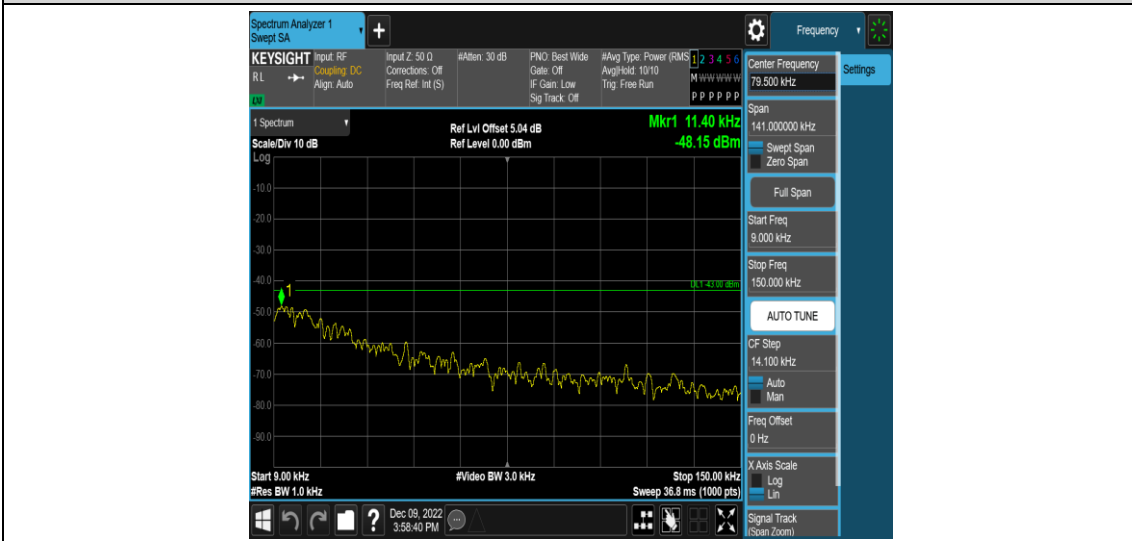 Spectrum Analyzer 1
Swept SA
+
Frequency
KEYSIGHT
R L
LXI
Input: RF
Coupling: DC
Align: Auto
Input Z: 50 Ω
Corrections: Off
Freq Ref: Int (S)
#Atten: 30 dB
PNO: Best Wide
Gate: Off
IF Gain: Low
Sig Track: Off
#Avg Type: Power (RMS
Avg|Hold: 10/10
Trig: Free Run
1 2 3 4 5 6
M W W W W W
P P P P P P
1 Spectrum
Scale/Div 10 dB
Log
Ref Lvl Offset 5.04 dB
Ref Level 0.00 dBm
Mkr1 11.40 kHz
-48.15 dBm
-10.0
-20.0
-30.0
-40.0
-50.0
-60.0
-70.0
-80.0
-90.0
1
DL1 -43.00 dBm
Start 9.00 kHz
#Res BW 1.0 kHz
#Video BW 3.0 kHz
Stop 150.00 kHz
Sweep 36.8 ms (1000 pts)
Center Frequency
79.500 kHz
Settings
Span
141.000000 kHz
Swept Span
Zero Span
Full Span
Start Freq
9.000 kHz
Stop Freq
150.000 kHz
AUTO TUNE
CF Step
14.100 kHz
Auto
Man
Freq Offset
0 Hz
X Axis Scale
Log
Lin
Signal Track
(Span Zoom)
?
Dec 09, 2022
3:58:40 PM